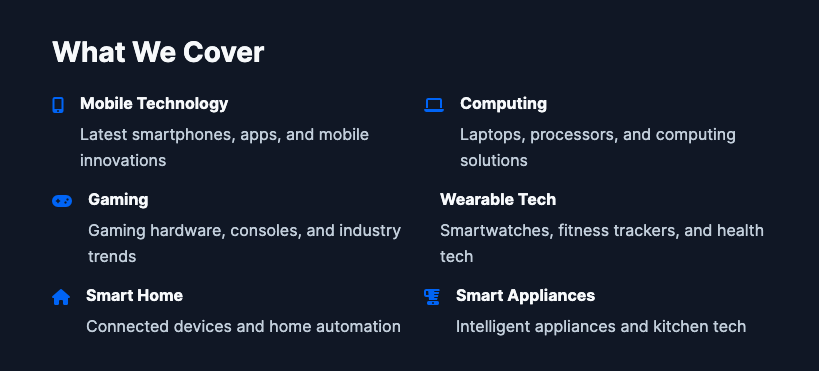 What We Cover
Mobile Technology
Latest smartphones, apps, and mobile
innovations
Computing
Laptops, processors, and computing
solutions
Gaming
Gaming hardware, consoles, and industry
trends
Wearable Tech
Smartwatches, fitness trackers, and health
tech
Smart Home
Connected devices and home automation
Smart Appliances
Intelligent appliances and kitchen tech